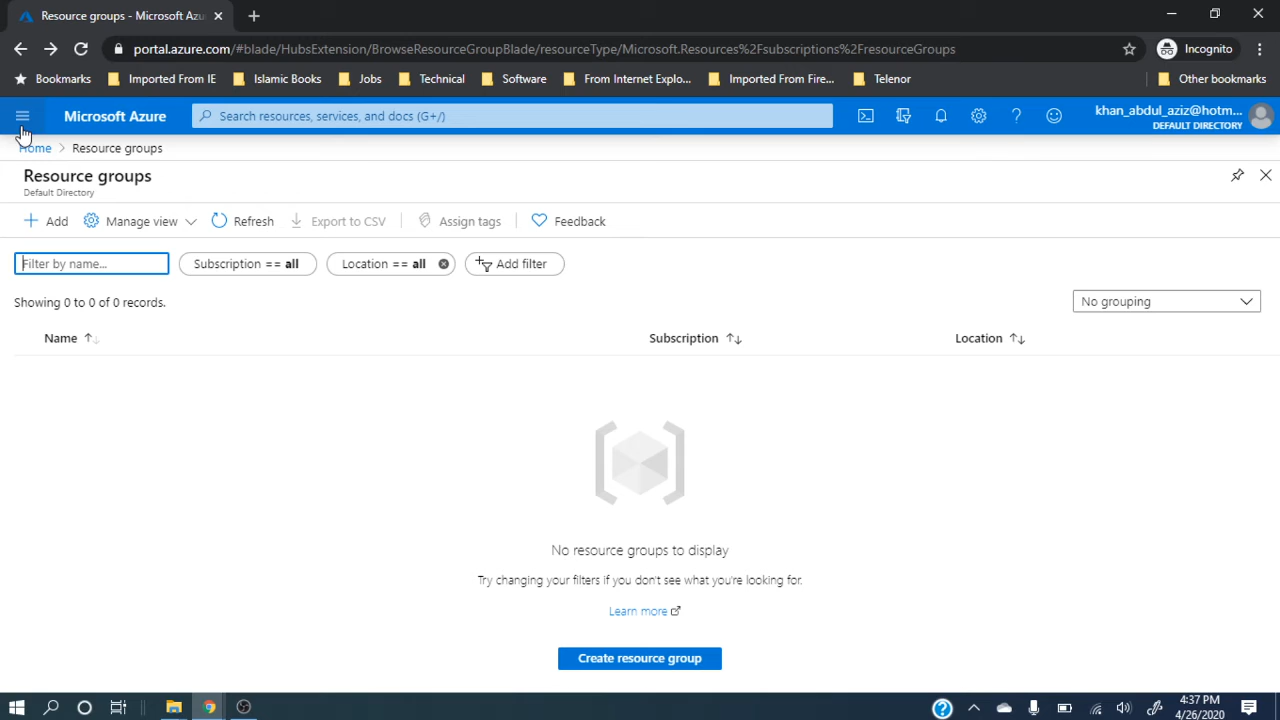 Resource groups - Microsoft Azu
portal.azure.com/#blade/HubsExtension/BrowseResourceGroupBlade/resourceType/Microsoft.Resources%2Fsubscriptions%2FresourceGroups
Incognito
Bookmarks
Imported From IE
Islamic Books
Jobs
Technical
Software
From Internet Explo...
Imported From Fire...
Telenor
Other bookmarks
Microsoft Azure
Search resources, services, and docs (G+/)
khan_abdul_aziz@hotm...
DEFAULT DIRECTORY
Home > Resource groups
Resource groups
Default Directory
Add
Manage view
Refresh
Export to CSV
Assign tags
Feedback
Filter by name...
Subscription == all
Location == all
Add filter
Showing 0 to 0 of 0 records.
No grouping
Name
Subscription
Location
No resource groups to display
Try changing your filters if you don't see what you're looking for.
Learn more
Create resource group
4:37 PM
4/26/2020